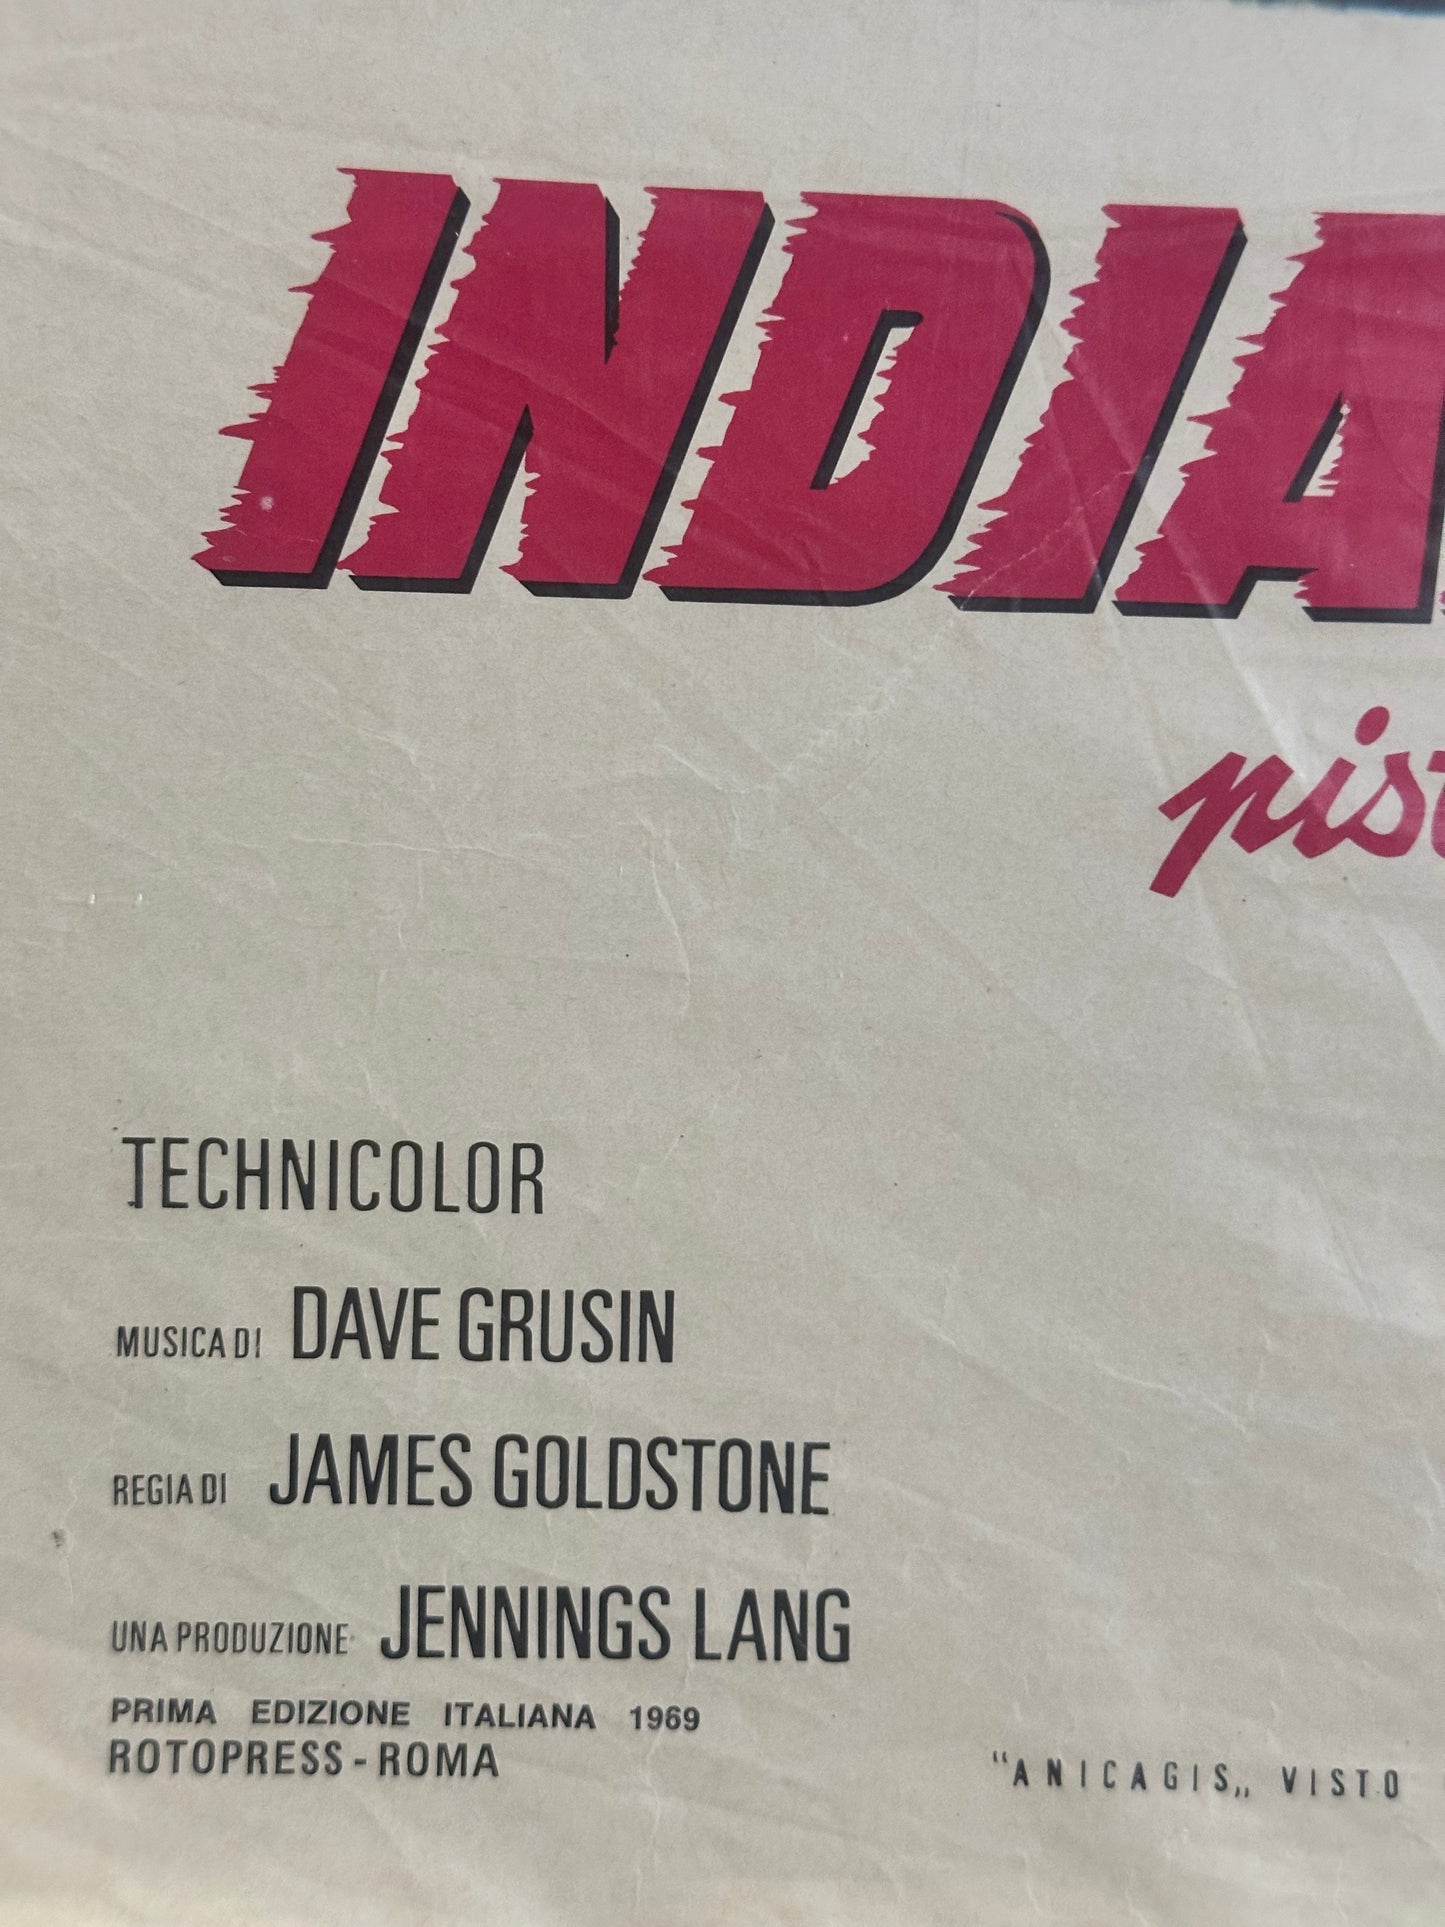 INDIA
pist
TECHNICOLOR
MUSICA DI DAVE GRUSIN
REGIA DI JAMES GOLDSTONE
UNA PRODUZIONE JENNINGS LANG
PRIMA EDIZIONE ITALIANA 1969
ROTOPRESS - ROMA
"ANICAGIS„ VISTO